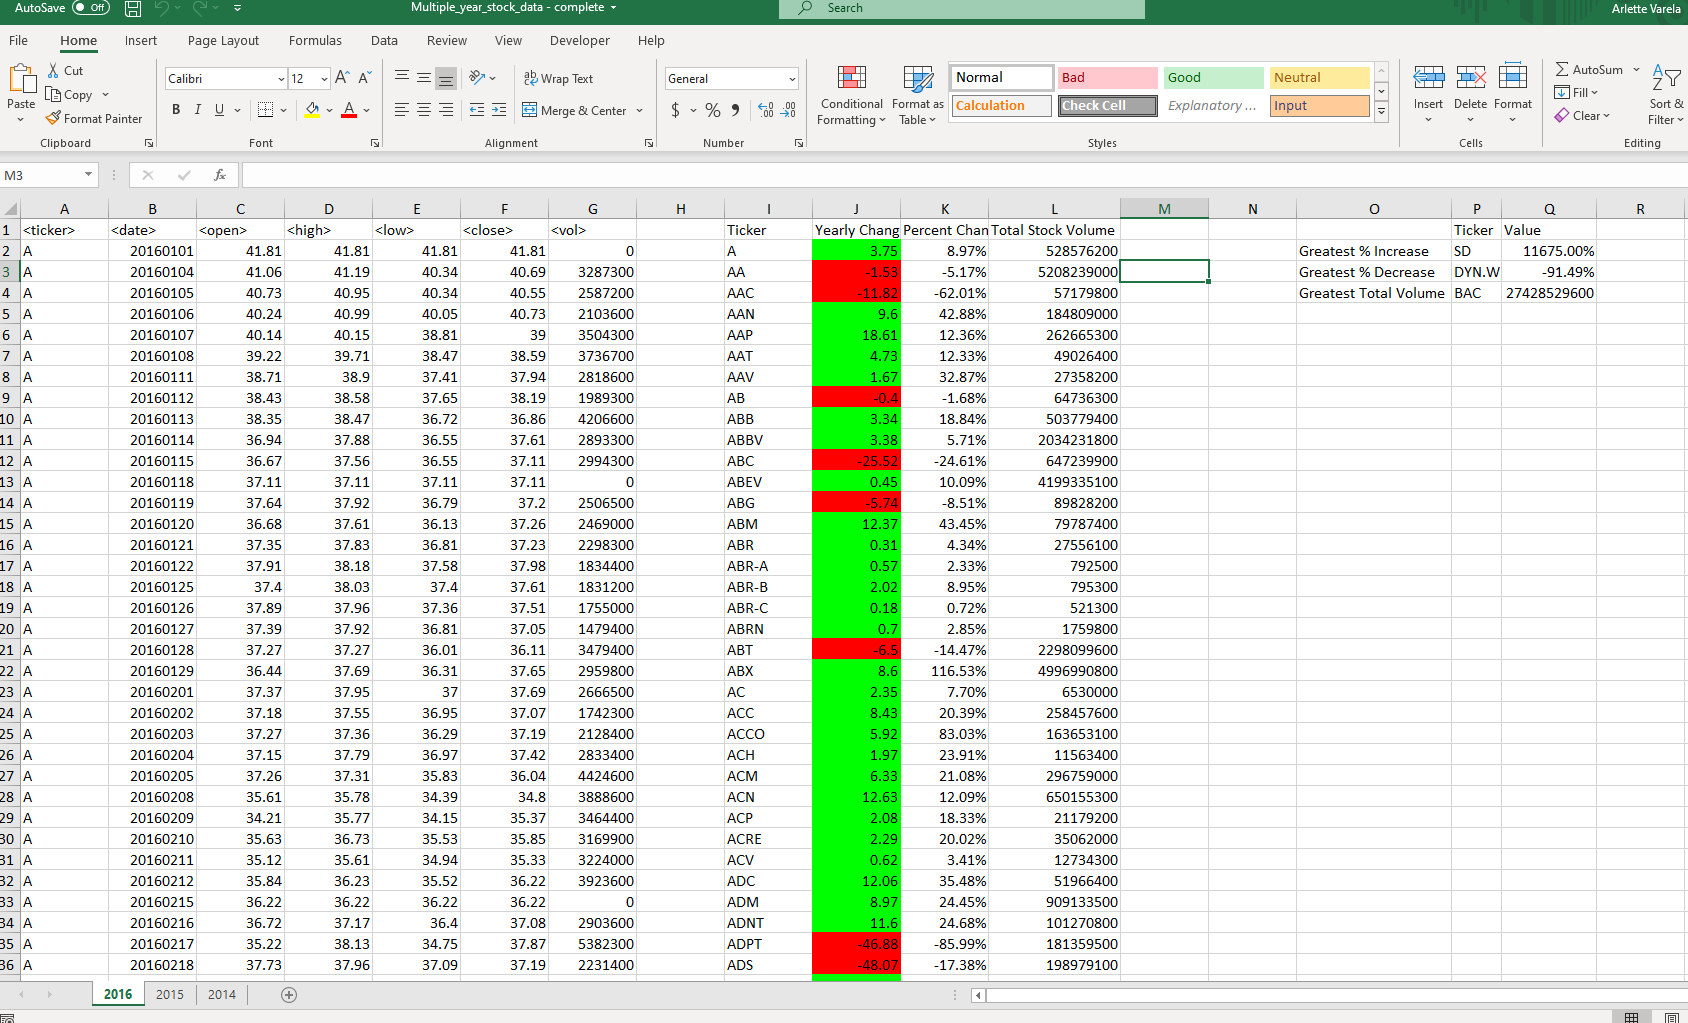 AutoSave Off Multiple_year_stock_data - complete Search Arlette Varela
File Home Insert Page Layout Formulas Data Review View Developer Help
Paste Cut Copy Format Painter
Clipboard
Calibri 12 A A
B I U A
Font
ab Wrap Text
Merge & Center
Alignment
General
$ % 9 .00 .00
Number
Conditional Formatting Format as Table
Normal Bad Good Neutral
Calculation Check Cell Explanatory ... Input
Styles
Insert Delete Format
Cells
AutoSum
Fill
Clear
Sort & Filter
Editing
M3 fx
A B C D E F G H I J K L M N O P Q R
1 <ticker> <date> <open> <high> <low> <close> <vol> Ticker Yearly Chang Percent Chan Total Stock Volume Ticker Value
2 A 20160101 41.81 41.81 41.81 41.81 0 A 3.75 8.97% 528576200 Greatest % Increase SD 11675.00%
3 A 20160104 41.06 41.19 40.34 40.69 3287300 AA -1.53 -5.17% 5208239000 Greatest % Decrease DYN.W -91.49%
4 A 20160105 40.73 40.95 40.34 40.55 2587200 AAC -11.82 -62.01% 57179800 Greatest Total Volume BAC 27428529600
5 A 20160106 40.24 40.99 40.05 40.73 2103600 AAN 9.6 42.88% 184809000
6 A 20160107 40.14 40.15 38.81 39 3504300 AAP 18.61 12.36% 262665300
7 A 20160108 39.22 39.71 38.47 38.59 3736700 AAT 4.73 12.33% 49026400
8 A 20160111 38.71 38.9 37.41 37.94 2818600 AAV 1.67 32.87% 27358200
9 A 20160112 38.43 38.58 37.65 38.19 1989300 AB -0.4 -1.68% 64736300
10 A 20160113 38.35 38.47 36.72 36.86 4206600 ABB 3.34 18.84% 503779400
11 A 20160114 36.94 37.88 36.55 37.61 2893300 ABBV 3.38 5.71% 2034231800
12 A 20160115 36.67 37.56 36.55 37.11 2994300 ABC -25.52 -24.61% 647239900
13 A 20160118 37.11 37.11 37.11 37.11 0 ABEV 0.45 10.09% 4199335100
14 A 20160119 37.64 37.92 36.79 37.2 2506500 ABG -5.74 -8.51% 89828200
15 A 20160120 36.68 37.61 36.13 37.26 2469000 ABM 12.37 43.45% 79787400
16 A 20160121 37.35 37.83 36.81 37.23 2298300 ABR 0.31 4.34% 27556100
17 A 20160122 37.91 38.18 37.58 37.98 1834400 ABR-A 0.57 2.33% 792500
18 A 20160125 37.4 38.03 37.4 37.61 1831200 ABR-B 2.02 8.95% 795300
19 A 20160126 37.89 37.96 37.36 37.51 1755000 ABR-C 0.18 0.72% 521300
20 A 20160127 37.39 37.92 36.81 37.05 1479400 ABRN 0.7 2.85% 1759800
21 A 20160128 37.27 37.27 36.01 36.11 3479400 ABT -6.5 -14.47% 2298099600
22 A 20160129 36.44 37.69 36.31 37.65 2959800 ABX 8.6 116.53% 4996990800
23 A 20160201 37.37 37.95 37 37.69 2666500 AC 2.35 7.70% 6530000
24 A 20160202 37.18 37.55 36.95 37.07 1742300 ACC 8.43 20.39% 258457600
25 A 20160203 37.27 37.36 36.29 37.19 2128400 ACCO 5.92 83.03% 163653100
26 A 20160204 37.15 37.79 36.97 37.42 2833400 ACH 1.97 23.91% 11563400
27 A 20160205 37.26 37.31 35.83 36.04 4424600 ACM 6.33 21.08% 296759000
28 A 20160208 35.61 35.78 34.39 34.8 3888600 ACN 12.63 12.09% 650155300
29 A 20160209 34.21 35.77 34.15 35.37 3464400 ACP 2.08 18.33% 21179200
30 A 20160210 35.63 36.73 35.53 35.85 3169900 ACRE 2.29 20.02% 35062000
31 A 20160211 35.12 35.61 34.94 35.33 3224000 ACV 0.62 3.41% 12734300
32 A 20160212 35.84 36.23 35.52 36.22 3923600 ADC 12.06 35.48% 51966400
33 A 20160215 36.22 36.22 36.22 36.22 0 ADM 8.97 24.45% 909133500
34 A 20160216 36.72 37.17 36.4 37.08 2903600 ADNT 11.6 24.68% 101270800
35 A 20160217 35.22 38.13 34.75 37.87 5382300 ADPT -46.88 -85.99% 181359500
36 A 20160218 37.73 37.96 37.09 37.19 2231400 ADS -48.07 -17.38% 198979100
2016 2015 2014